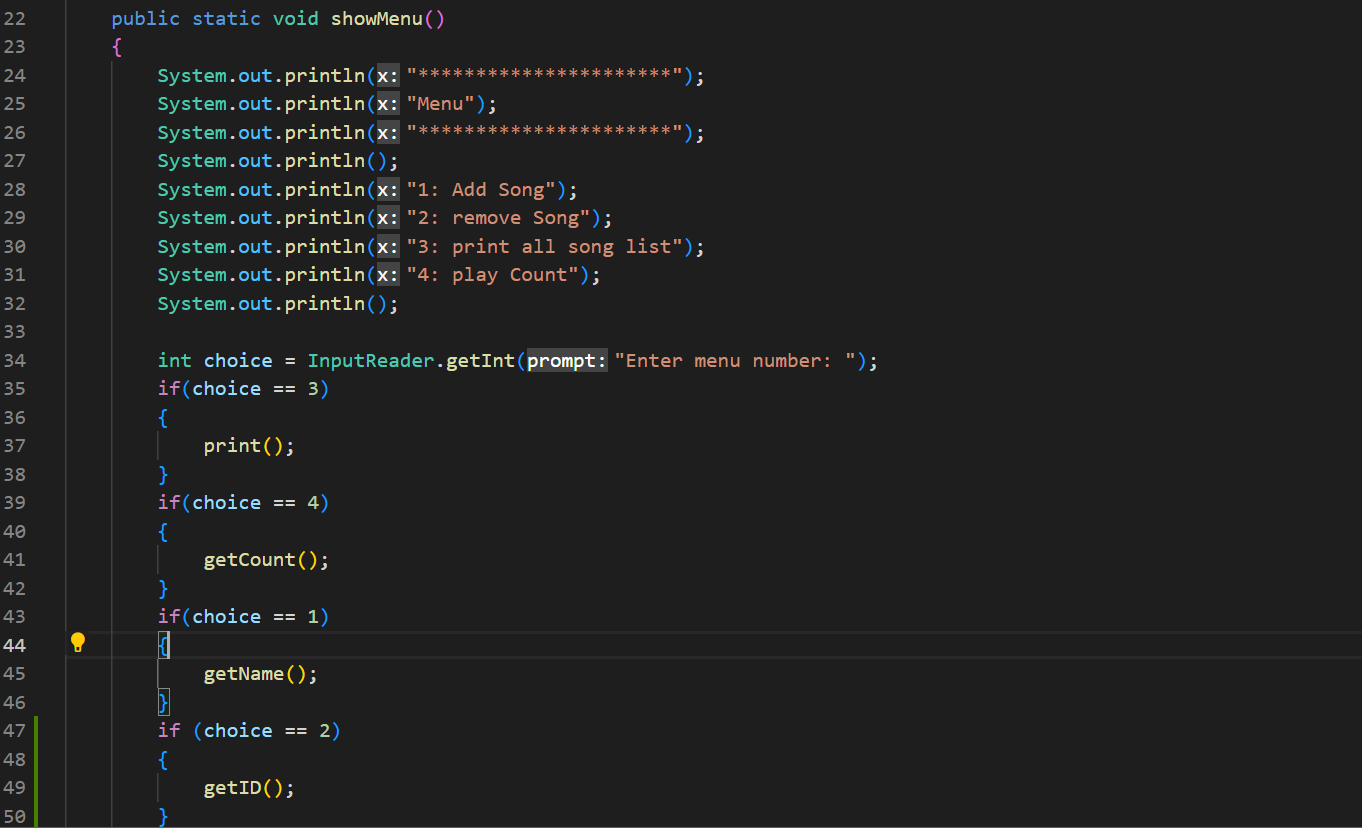 22 public static void showMenu()
23 {
24 System.out.println(x: "**********************");
25 System.out.println(x: "Menu");
26 System.out.println(x: "**********************");
27 System.out.println();
28 System.out.println(x: "1: Add Song");
29 System.out.println(x: "2: remove Song");
30 System.out.println(x: "3: print all song list");
31 System.out.println(x: "4: play Count");
32 System.out.println();
33
34 int choice = InputReader.getInt(prompt: "Enter menu number: ");
35 if(choice == 3)
36 {
37 print();
38 }
39 if(choice == 4)
40 {
41 getCount();
42 }
43 if(choice == 1)
44 {
45 getName();
46 }
47 if (choice == 2)
48 {
49 getID();
50 }